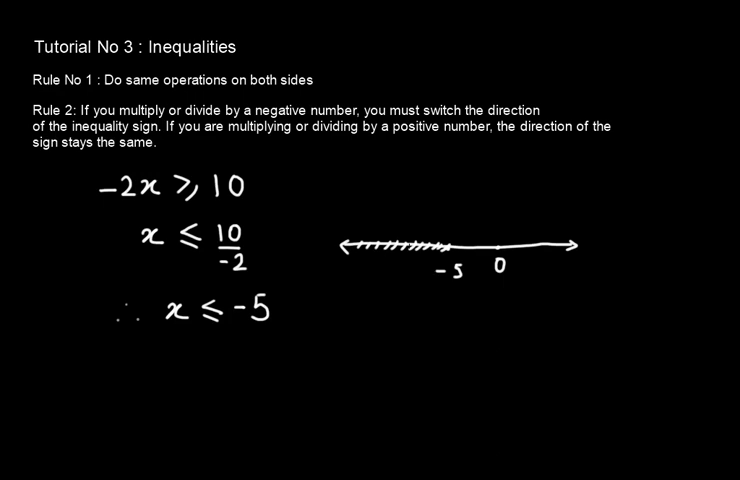 Tutorial No 3 : Inequalities
Rule No 1 : Do same operations on both sides
Rule 2: If you multiply or divide by a negative number, you must switch the direction
of the inequality sign. If you are multiplying or dividing by a positive number, the direction of the
sign stays the same.
-2x ⩾ 10
x ⩽ 10
-2
-5 0
∴ x ⩽ -5